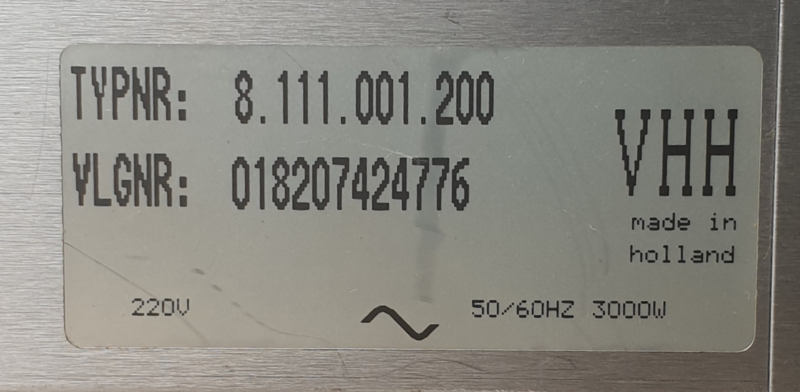 TYPNR: 8.111.001.200
VLGNR: 018207424776
VHH
made in
holland
220V 50/60HZ 3000W